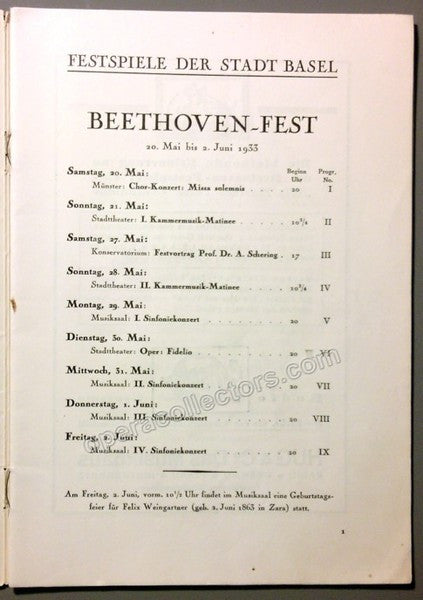 FESTSPIELE DER STADT BASEL
BEETHOVEN-FEST
20. Mai bis 2. Juni 1933
Beginn Progr.
Samstag, 20. Mai: Uhr No.
Münster: Chor-Konzert: Missa solemnis . . . . . 20 I
Sonntag, 21. Mai:
Stadttheater: I. Kammermusik-Matinee . . . . . 10¾ II
Samstag, 27. Mai:
Konservatorium: Festvortrag Prof. Dr. A. Schering . 17 III
Sonntag, 28. Mai:
Stadttheater: II. Kammermusik-Matinee . . . . . 10¾ IV
Montag, 29. Mai:
Musiksaal: I. Sinfoniekonzert . . . . . 20 V
Dienstag, 30. Mai:
Stadttheater: Oper: Fidelio . . . . . 20 VI
Mittwoch, 31. Mai:
Musiksaal: II. Sinfoniekonzert . . . . . 20 VII
Donnerstag, 1. Juni:
Musiksaal: III. Sinfoniekonzert . . . . . 20 VIII
Freitag, 2. Juni:
Musiksaal: IV. Sinfoniekonzert . . . . . 20 IX
Am Freitag, 2. Juni, vorm. 10½ Uhr findet im Musiksaal eine Geburtstags-
feier für Felix Weingartner (geb. 2. Juni 1863 in Zara) statt.
1
operacollectors.com